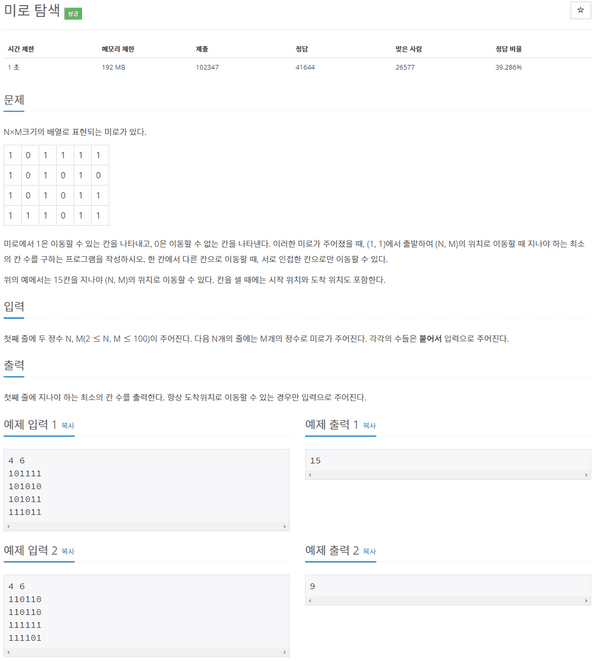 미로 탐색 성공
☆
시간 제한 메모리 제한 제출 정답 맞은 사람 정답 비율
1 초 192 MB 102347 41644 26577 39.286%
문제
N×M크기의 배열로 표현되는 미로가 있다.
1 0 1 1 1 1
1 0 1 0 1 0
1 0 1 0 1 1
1 1 1 0 1 1
미로에서 1은 이동할 수 있는 칸을 나타내고, 0은 이동할 수 없는 칸을 나타낸다. 이러한 미로가 주어졌을 때, (1, 1)에서 출발하여 (N, M)의 위치로 이동할 때 지나야 하는 최소
의 칸 수를 구하는 프로그램을 작성하시오. 한 칸에서 다른 칸으로 이동할 때, 서로 인접한 칸으로만 이동할 수 있다.
위의 예에서는 15칸을 지나야 (N, M)의 위치로 이동할 수 있다. 칸을 셀 때에는 시작 위치와 도착 위치도 포함한다.
입력
첫째 줄에 두 정수 N, M(2 ≤ N, M ≤ 100)이 주어진다. 다음 N개의 줄에는 M개의 정수로 미로가 주어진다. 각각의 수들은 붙어서 입력으로 주어진다.
출력
첫째 줄에 지나야 하는 최소의 칸 수를 출력한다. 항상 도착위치로 이동할 수 있는 경우만 입력으로 주어진다.
예제 입력 1 복사
4 6
101111
101010
101011
111011
예제 출력 1 복사
15
예제 입력 2 복사
4 6
110110
110110
111111
111101
예제 출력 2 복사
9